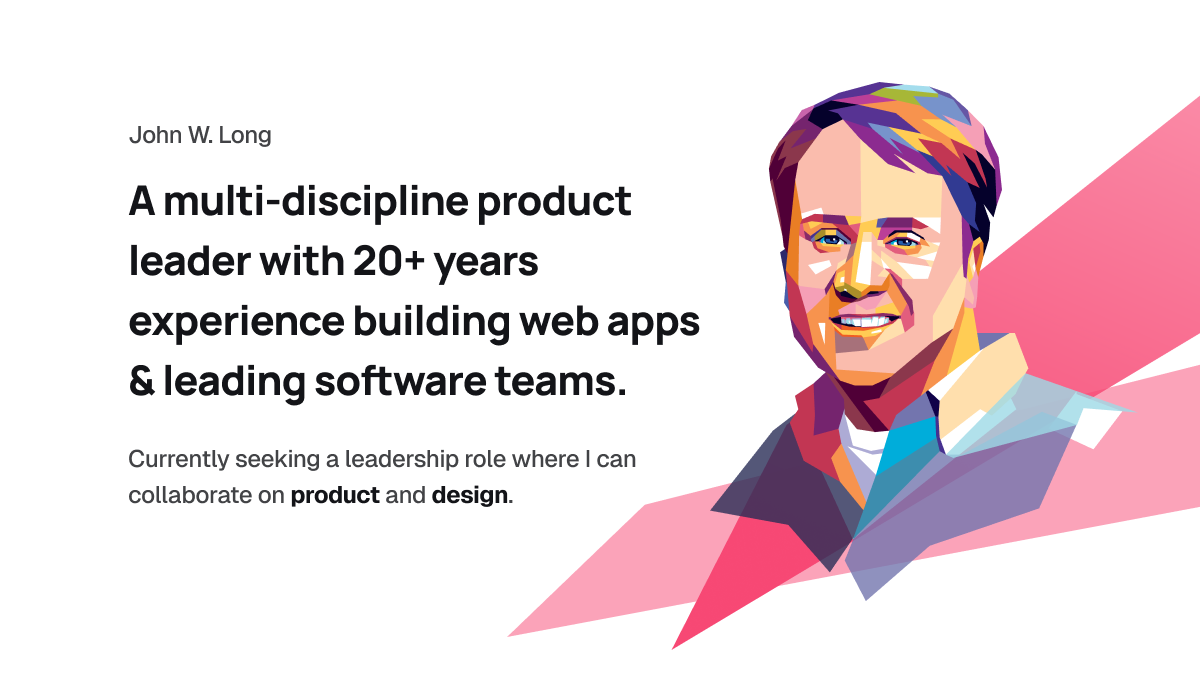 John W. Long
A multi-discipline product
leader with 20+ years
experience building web apps
& leading software teams.
Currently seeking a leadership role where I can
collaborate on product and design.